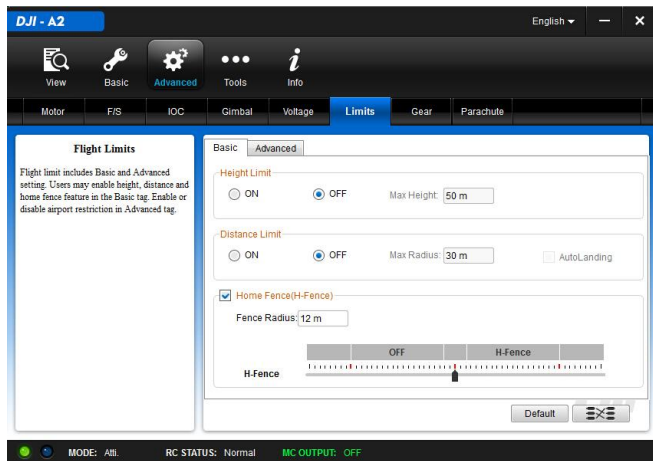 DJI - A2
English
View
Basic
Advanced
Tools
Info
Motor
F/S
IOC
Gimbal
Voltage
Limits
Gear
Parachute
Flight Limits
Flight limit includes Basic and Advanced
setting. Users may enable height, distance and
home fence feature in the Basic tag. Enable or
disable airport restriction in Advanced tag.
Basic
Advanced
Height Limit
ON
OFF
Max Height: 50 m
Distance Limit
ON
OFF
Max Radius: 30 m
AutoLanding
Home Fence(H-Fence)
Fence Radius: 12 m
OFF
H-Fence
H-Fence
Default
MODE: Atti.
RC STATUS: Normal
MC OUTPUT: OFF